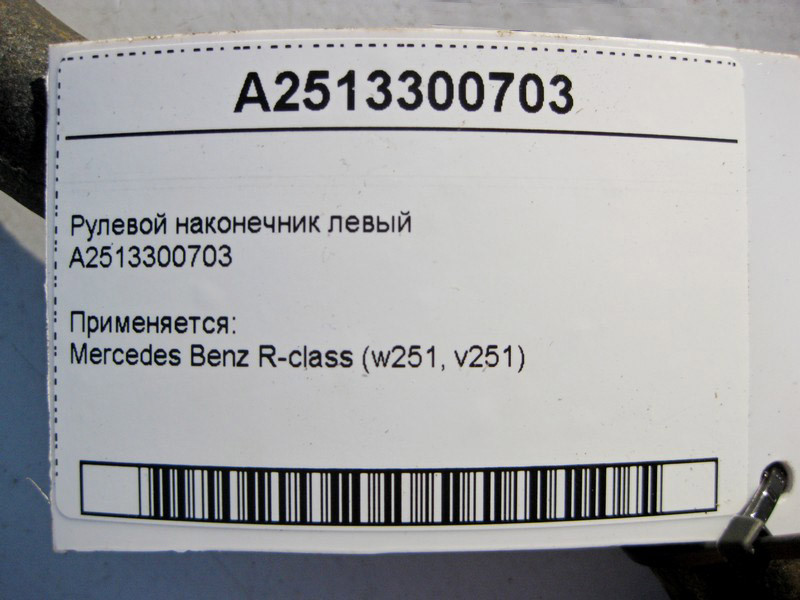 A2513300703
Рулевой наконечник левый
A2513300703
Применяется:
Mercedes Benz R-class (w251, v251)